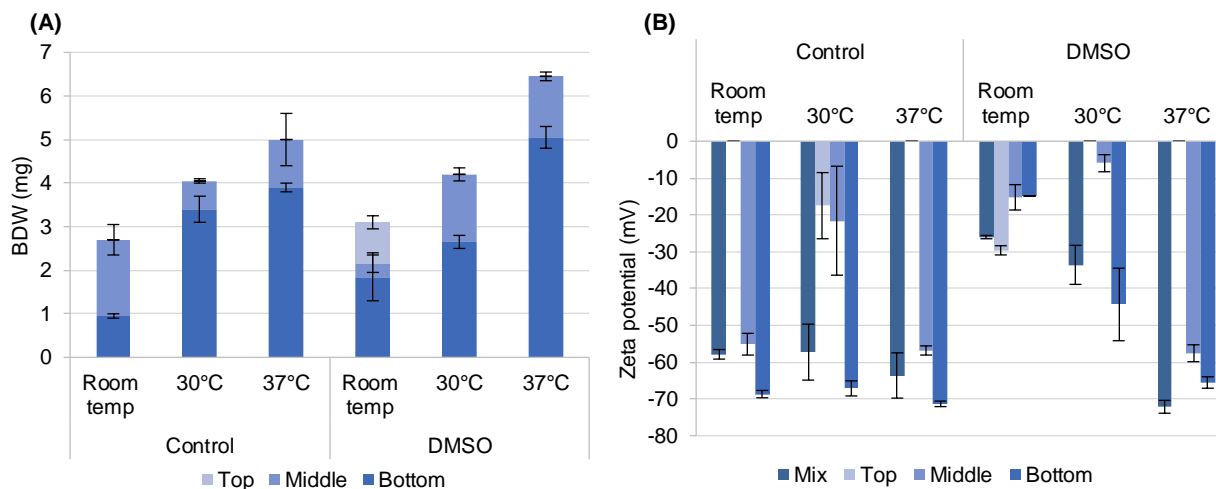 (A)
BDW (mg)
7
6
5
4
3
2
1
0
Room temp
30°C
37°C
Room temp
30°C
37°C
Control
DMSO
Top
Middle
Bottom
(B)
Control
DMSO
Room temp
30°C
37°C
Room temp
30°C
37°C
Zeta potential (mV)
-0
-10
-20
-30
-40
-50
-60
-70
-80
Mix
Top
Middle
Bottom